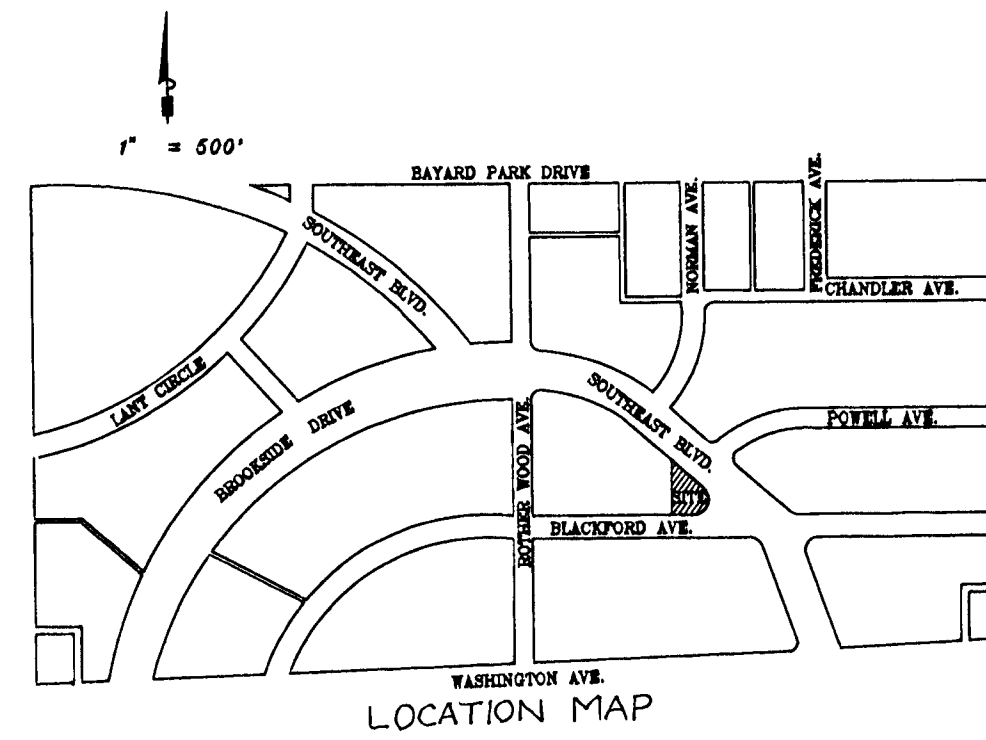 1" = 500'
BAYARD PARK DRIVE
NORMAN AVE.
FREDERICK AVE.
SOUTHEAST BLVD.
CHANDLER AVE.
LANT CIRCLE
BROOKSIDE DRIVE
SOUTHEAST BLVD.
POWELL AVE.
ROTHER WOOD AVE.
SITE
BLACKFORD AVE.
WASHINGTON AVE.
LOCATION MAP